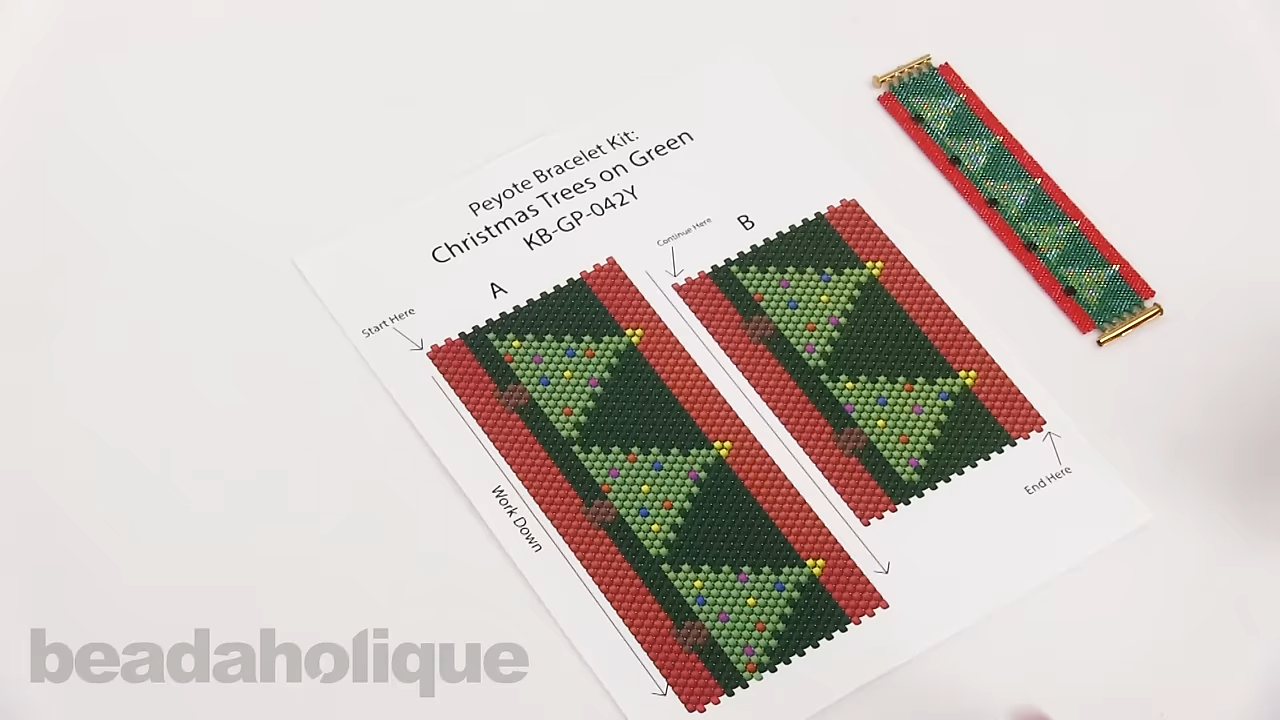 Peyote Bracelet Kit:
Christmas Trees on Green
KB-GP-042Y
A
B
Start Here
Continue Here
Work Down
End Here
beadaholique